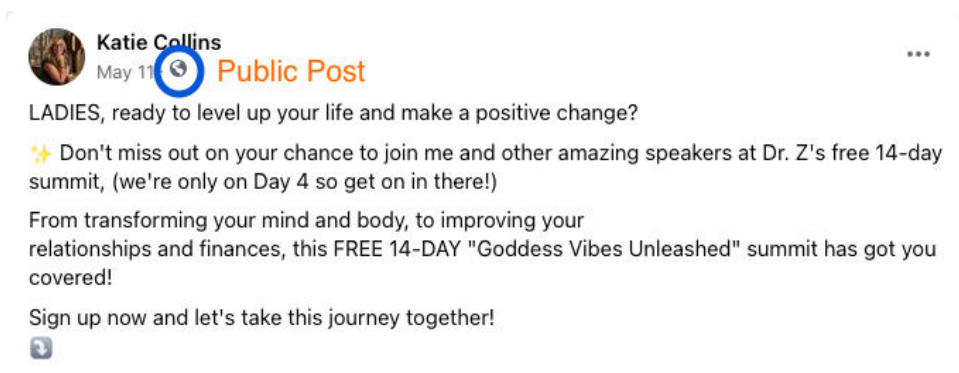 Katie Collins
May 11 · Public Post
LADIES, ready to level up your life and make a positive change?
✨ Don't miss out on your chance to join me and other amazing speakers at Dr. Z's free 14-day
summit, (we're only on Day 4 so get on in there!)
From transforming your mind and body, to improving your
relationships and finances, this FREE 14-DAY "Goddess Vibes Unleashed" summit has got you
covered!
Sign up now and let's take this journey together!
⤵️